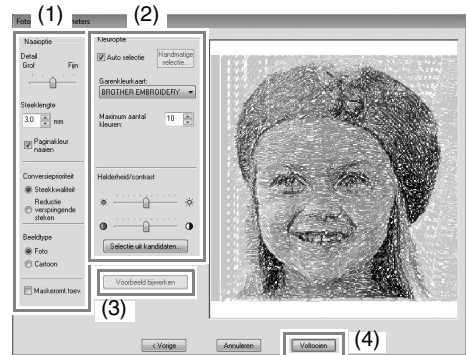 (1)
(2)
Foto
meters
Naaioptie
Detail
Grof Fijn
Steeklengte
3.0 mm
Paginakleur
naaien
Conversieprioriteit
Steekkwaliteit
Reductie
verspringende
steken
Beeldtype
Foto
Cartoon
Maskeromt.toev.
Kleuroptie
Auto selectie
Handmatige
selectie...
Garenkleurkaart:
BROTHER EMBROIDERY
Maximum aantal
kleuren:
10
Helderheid/contrast
Selectie uit kandidaten...
Voorbeeld bijwerken
(3)
< Vorige
Annuleren
Voltooien
(4)